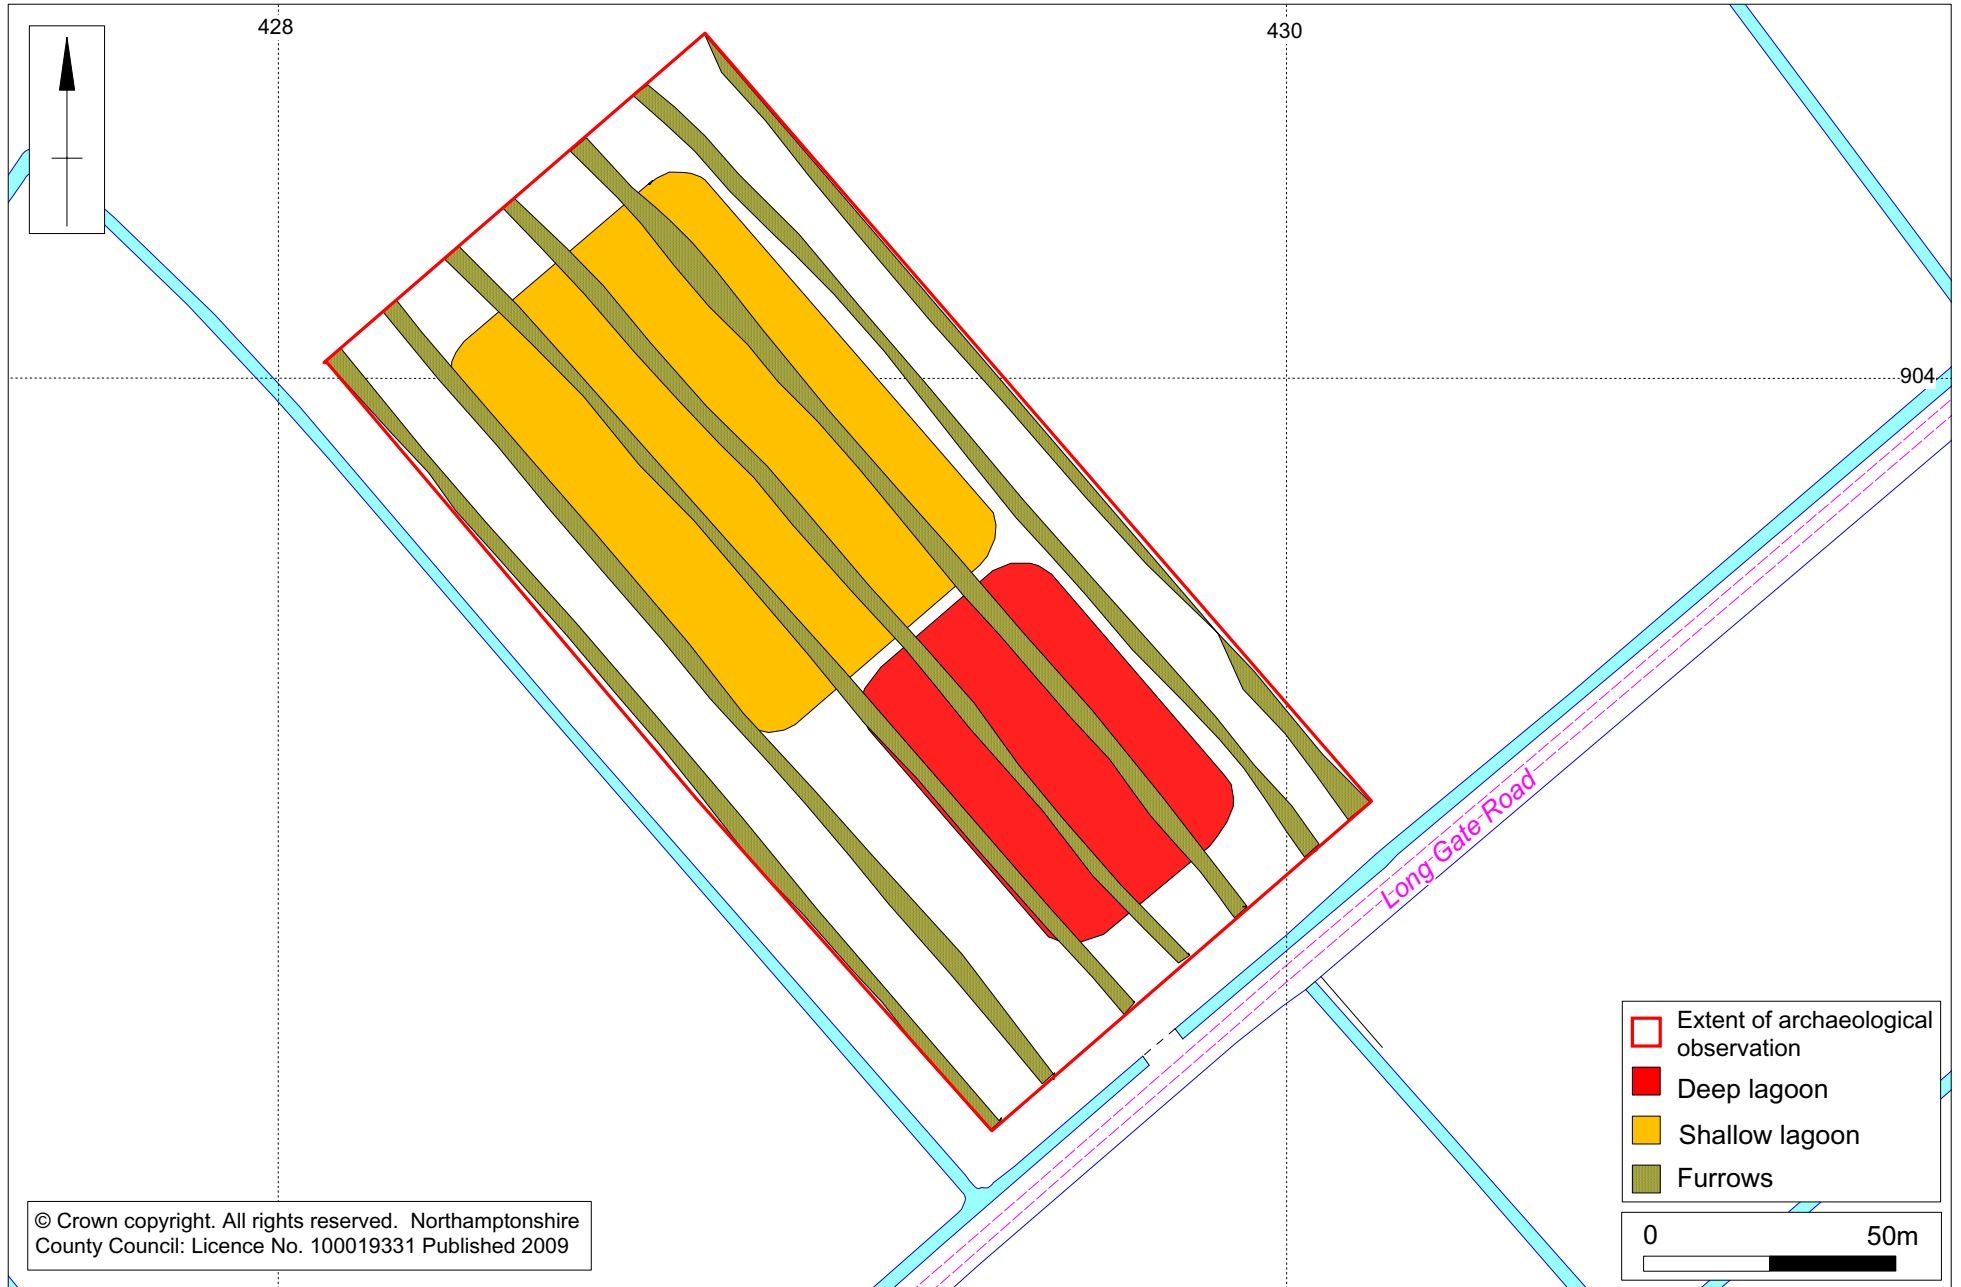 428
430
904
Long Gate Road
Extent of archaeological
observation
Deep lagoon
Shallow lagoon
Furrows
0 50m
© Crown copyright. All rights reserved. Northamptonshire
County Council: Licence No. 100019331 Published 2009